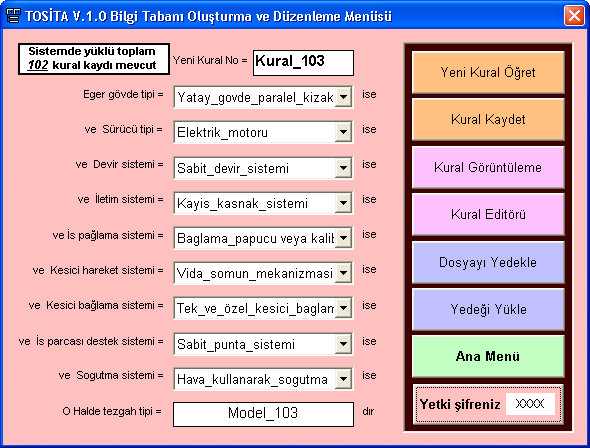 TOSİTA V.1.0 Bilgi Tabanı Oluşturma ve Düzenleme Menüsü
Sistemde yüklü toplam
102 kural kaydı mevcut
Yeni Kural No = Kural_103
Eger gövde tipi = Yatay_govde_paralel_kizak ise
ve Sürücü tipi = Elektrik_motoru ise
ve Devir sistemi = Sabit_devir_sistemi ise
ve İletim sistemi = Kayis_kasnak_sistemi ise
ve İs pağlama sistemi = Baglama_papucu veya kalib ise
ve Kesici hareket sistemi = Vida_somun_mekanizmasi ise
ve Kesici bağlama sistemi = Tek_ve_özel_kesici_baglam ise
ve İs parcası destek sistemi = Sabit_punta_sistemi ise
ve Sogutma sistemi = Hava_kullanarak_sogutma ise
O Halde tezgah tipi = Model_103 dır
Yeni Kural Öğret
Kural Kaydet
Kural Görüntüleme
Kural Editörü
Dosyayı Yedekle
Yedeği Yükle
Ana Menü
Yetki şifreniz XXXX